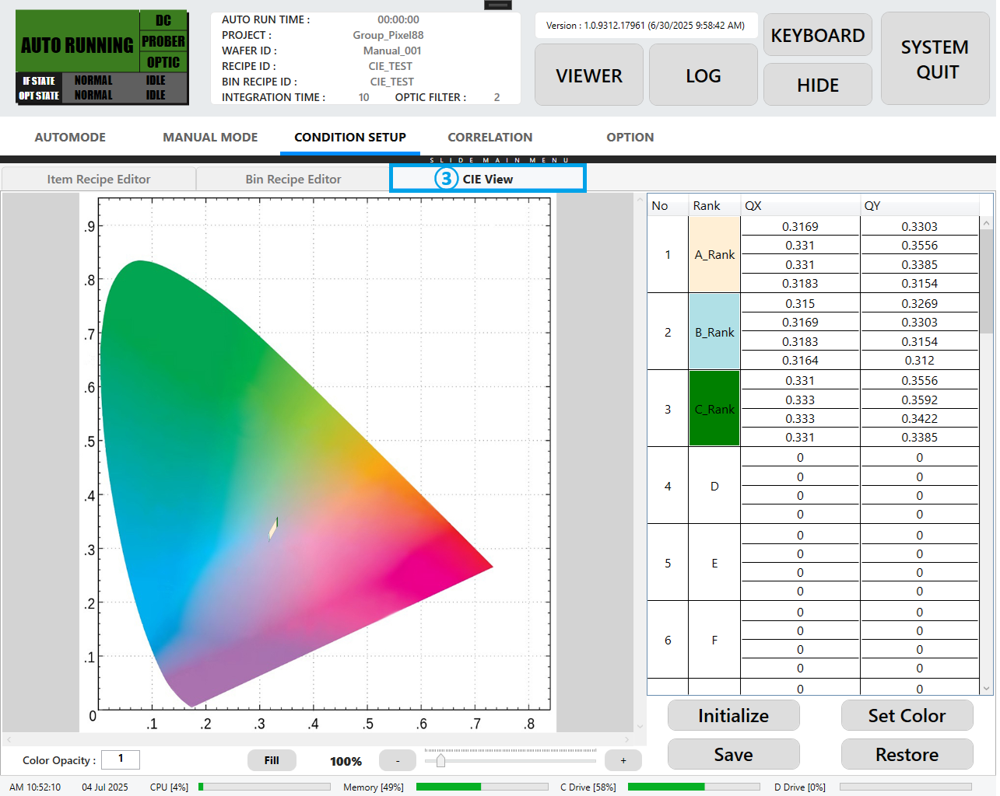 AUTO RUNNING
DC
PROBER
OPTIC
IF STATE NORMAL IDLE
OPT STATE NORMAL IDLE
AUTO RUN TIME : 00:00:00
PROJECT : Group_Pixel88
WAFER ID : Manual_001
RECIPE ID : CIE_TEST
BIN RECIPE ID : CIE_TEST
INTEGRATION TIME : 10 OPTIC FILTER : 2
Version : 1.0.9312.17961 (6/30/2025 9:58:42 AM)
VIEWER
LOG
KEYBOARD
HIDE
SYSTEM
QUIT
AUTOMODE MANUAL MODE CONDITION SETUP CORRELATION OPTION
SLIDE MAIN MENU
Item Recipe Editor Bin Recipe Editor ③ CIE View
.9
.8
.7
.6
.5
.4
.3
.2
.1
0
.1 .2 .3 .4 .5 .6 .7 .8
No Rank QX QY
1 A_Rank
0.3169 0.3303
0.331 0.3556
0.331 0.3385
0.3183 0.3154
2 B_Rank
0.315 0.3269
0.3169 0.3303
0.3183 0.3154
0.3164 0.312
3 C_Rank
0.331 0.3556
0.333 0.3592
0.333 0.3422
0.331 0.3385
4 D
0 0
0 0
0 0
0 0
5 E
0 0
0 0
0 0
0 0
6 F
0 0
0 0
0 0
0 0
0 0
Initialize Set Color
Save Restore
Color Opacity : 1 Fill 100% - +
AM 10:52:10 04 Jul 2025 CPU [4%] Memory [49%] C Drive [58%] D Drive [0%]